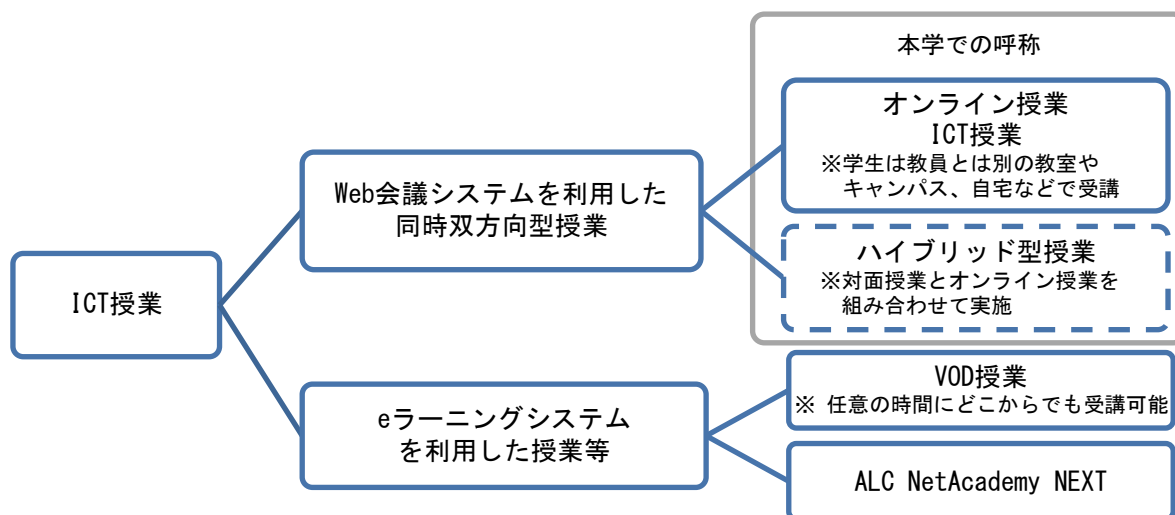 本学での呼称
オンライン授業
ICT授業
※学生は教員とは別の教室や
キャンパス、自宅などで受講
Web会議システムを利用した
同時双方向型授業
ハイブリッド型授業
※対面授業とオンライン授業を
組み合わせて実施
ICT授業
VOD授業
※ 任意の時間にどこからでも受講可能
eラーニングシステム
を利用した授業等
ALC NetAcademy NEXT